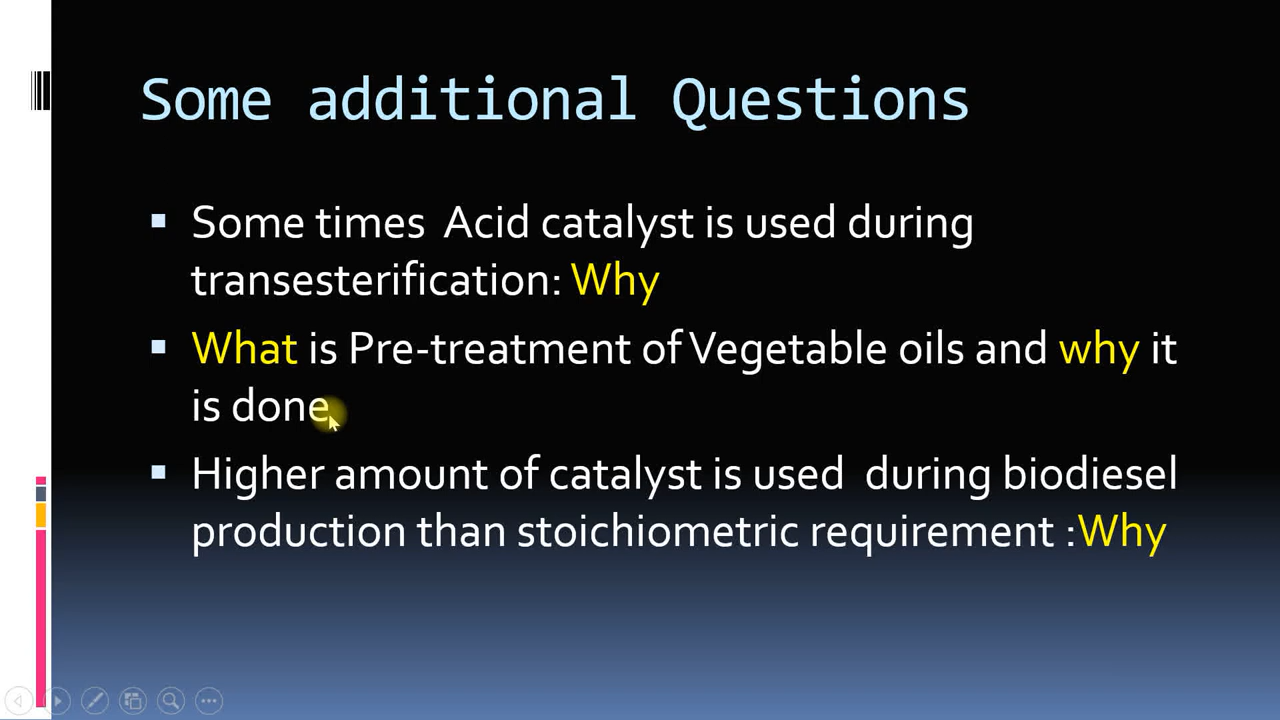 Some additional Questions
Some times Acid catalyst is used during
transesterification: Why
What is Pre-treatment of Vegetable oils and why it
is done
Higher amount of catalyst is used during biodiesel
production than stoichiometric requirement :Why